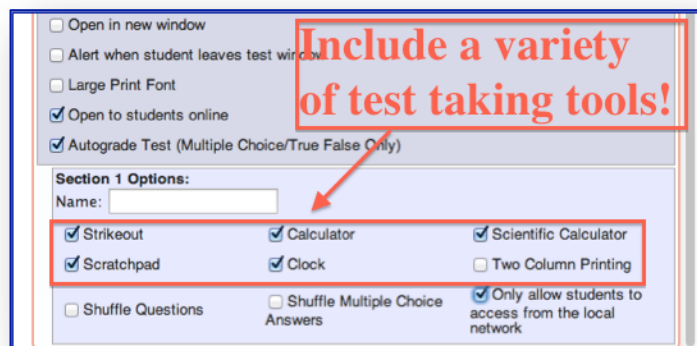 Open in new window
Alert when student leaves test window
Include a variety
of test taking tools!
Large Print Font
Open to students online
Autograde Test (Multiple Choice/True False Only)
Section 1 Options:
Name:
Strikeout Calculator Scientific Calculator
Scratchpad Clock Two Column Printing
Shuffle Questions
Shuffle Multiple Choice
Answers
Only allow students to
access from the local
network